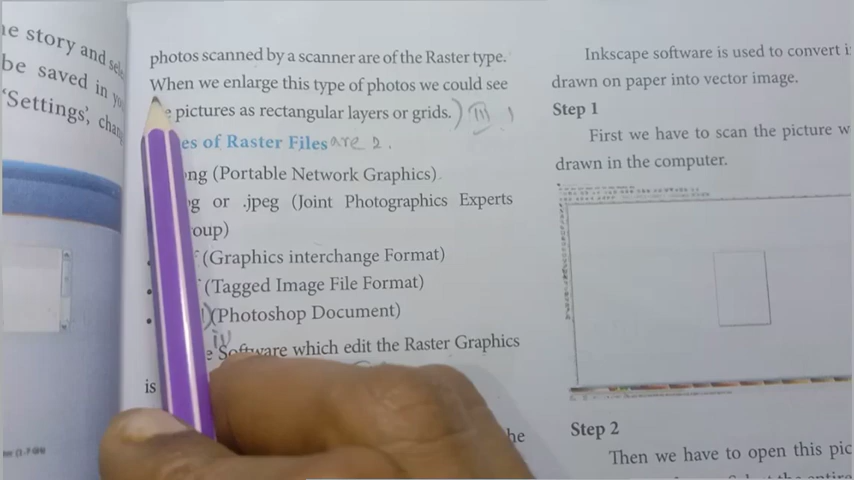 e story and
be saved in
'Settings',
photos scanned by a scanner are of the Raster type.
When we enlarge this type of photos we could see
e pictures as rectangular layers or grids.) iii
es of Raster Files are 2.
ng (Portable Network Graphics)
g or .jpeg (Joint Photographics Experts
oup)
(Graphics interchange Format)
(Tagged Image File Format)
(Photoshop Document)
iv
e Software which edit the Raster Graphics
is
he
Inkscape software is used to convert i
drawn on paper into vector image.
Step 1
First we have to scan the picture w
drawn in the computer.
Step 2
Then we have to open this pic